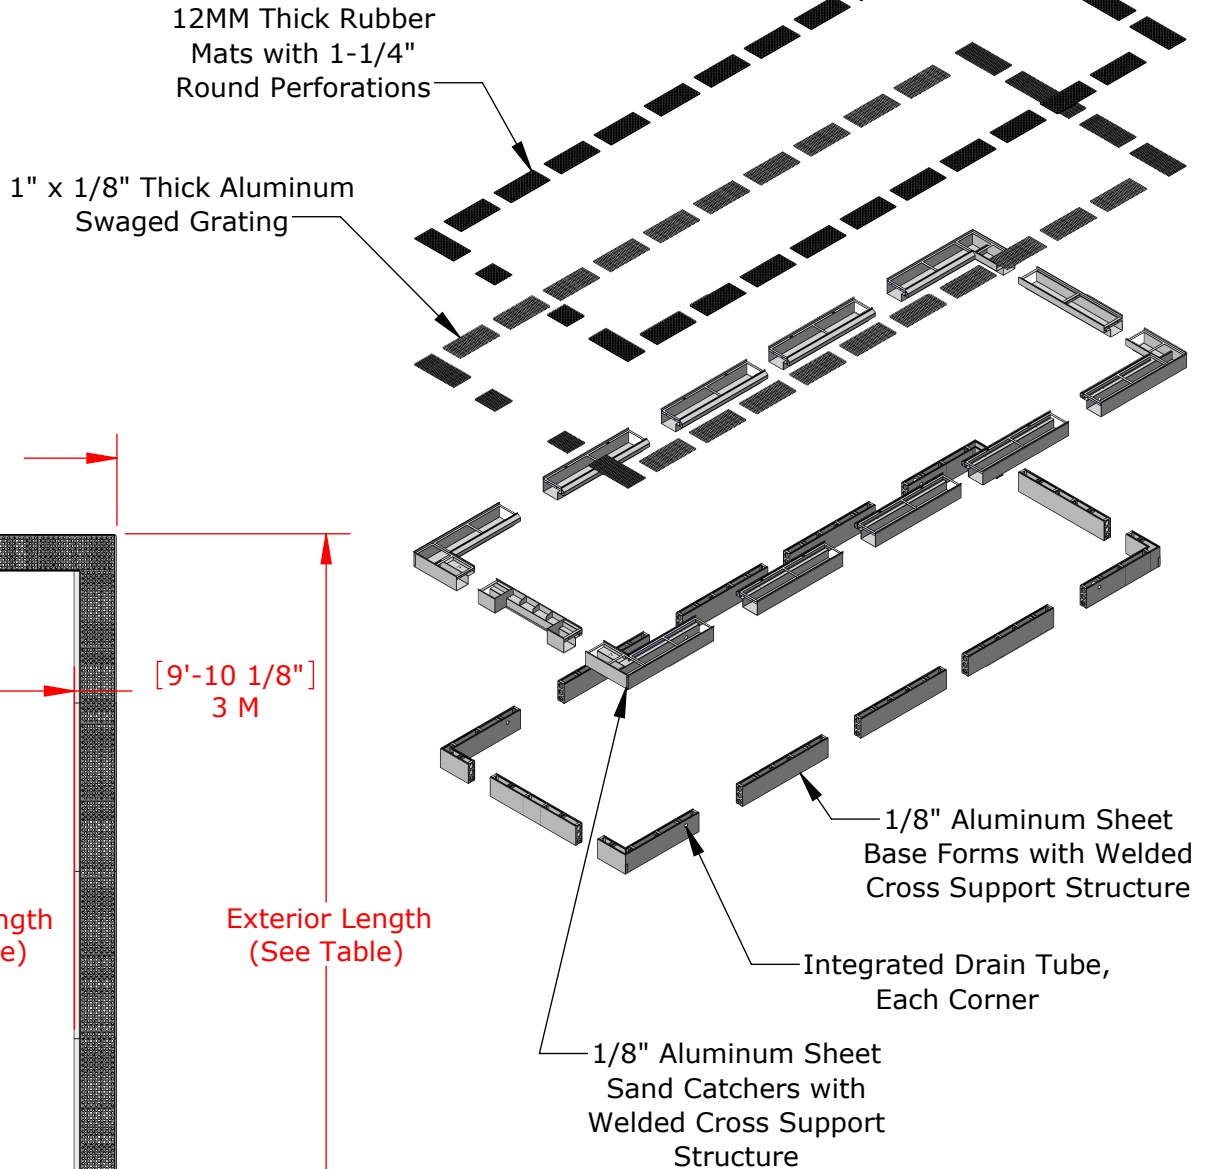 12MM Thick Rubber
Mats with 1-1/4"
Round Perforations
1" x 1/8" Thick Aluminum
Swaged Grating
[9'-10 1/8"]
3 M
Exterior Length
(See Table)
1/8" Aluminum Sheet
Base Forms with Welded
Cross Support Structure
Integrated Drain Tube,
Each Corner
1/8" Aluminum Sheet
Sand Catchers with
Welded Cross Support
Structure